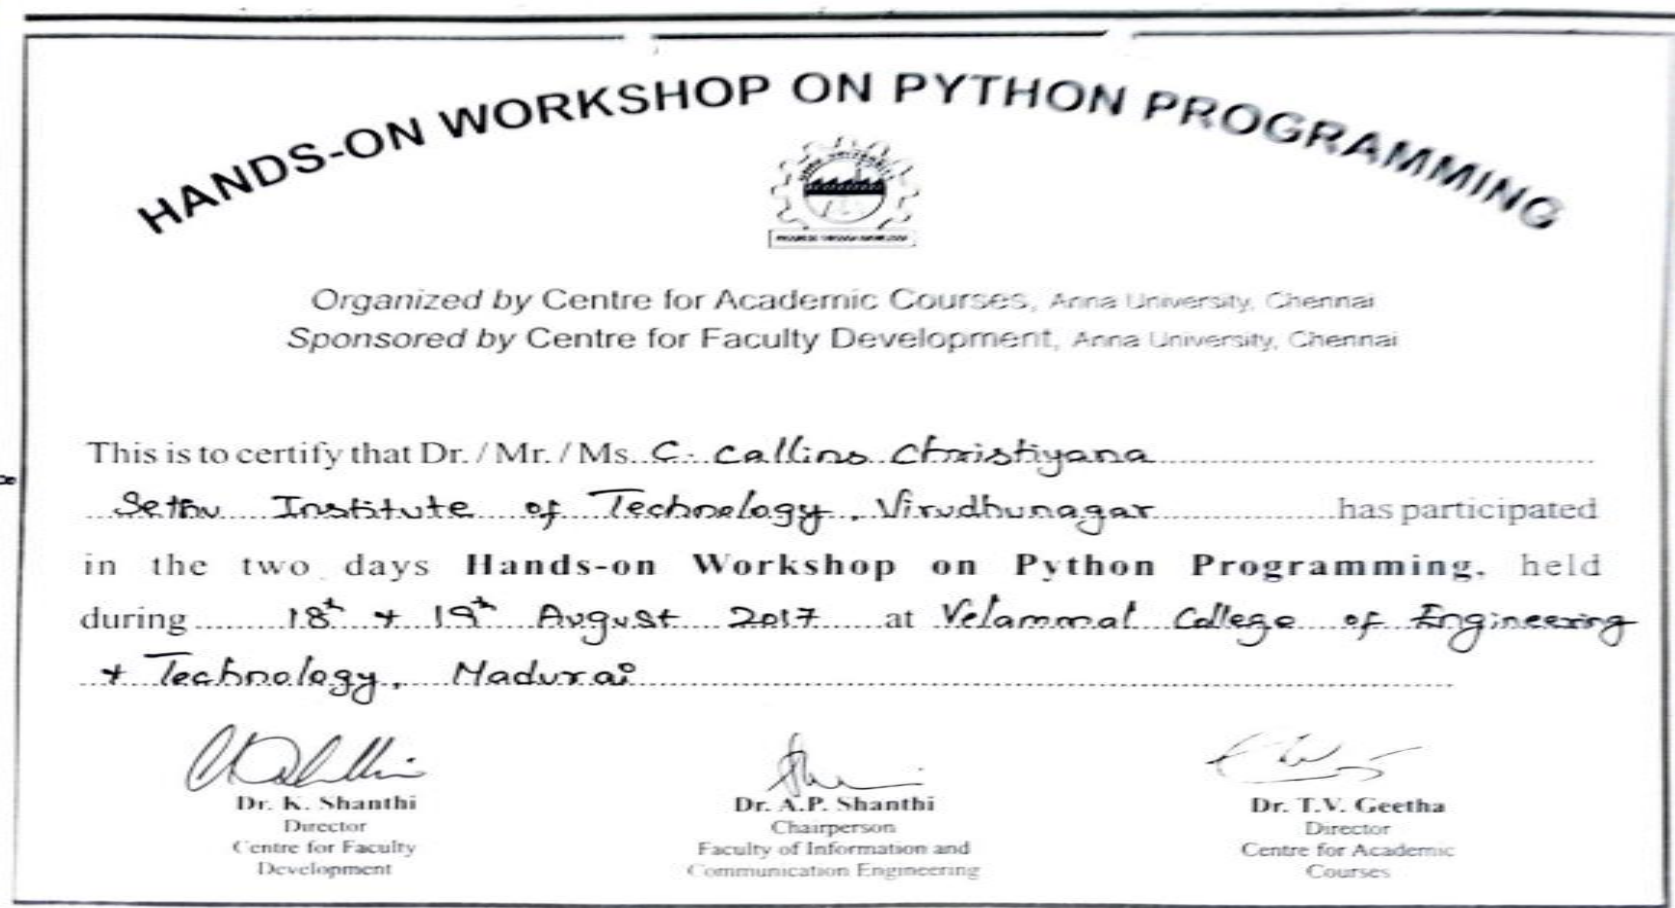 HANDS-ON WORKSHOP ON PYTHON PROGRAMMING
Organized by Centre for Academic Courses, Anna University, Chennai
Sponsored by Centre for Faculty Development, Anna University, Chennai
This is to certify that Dr. / Mr. / Ms. C. Callins Christiyana
Sethu Institute of Technology, Virudhunagar has participated
in the two days Hands-on Workshop on Python Programming, held
during 18th + 19th August 2017 at Velammal College of Engineering
+ Technology, Madurai
Dr. K. Shanthi
Director
Centre for Faculty
Development
Dr. A.P. Shanthi
Chairperson
Faculty of Information and
Communication Engineering
Dr. T.V. Geetha
Director
Centre for Academic
Courses